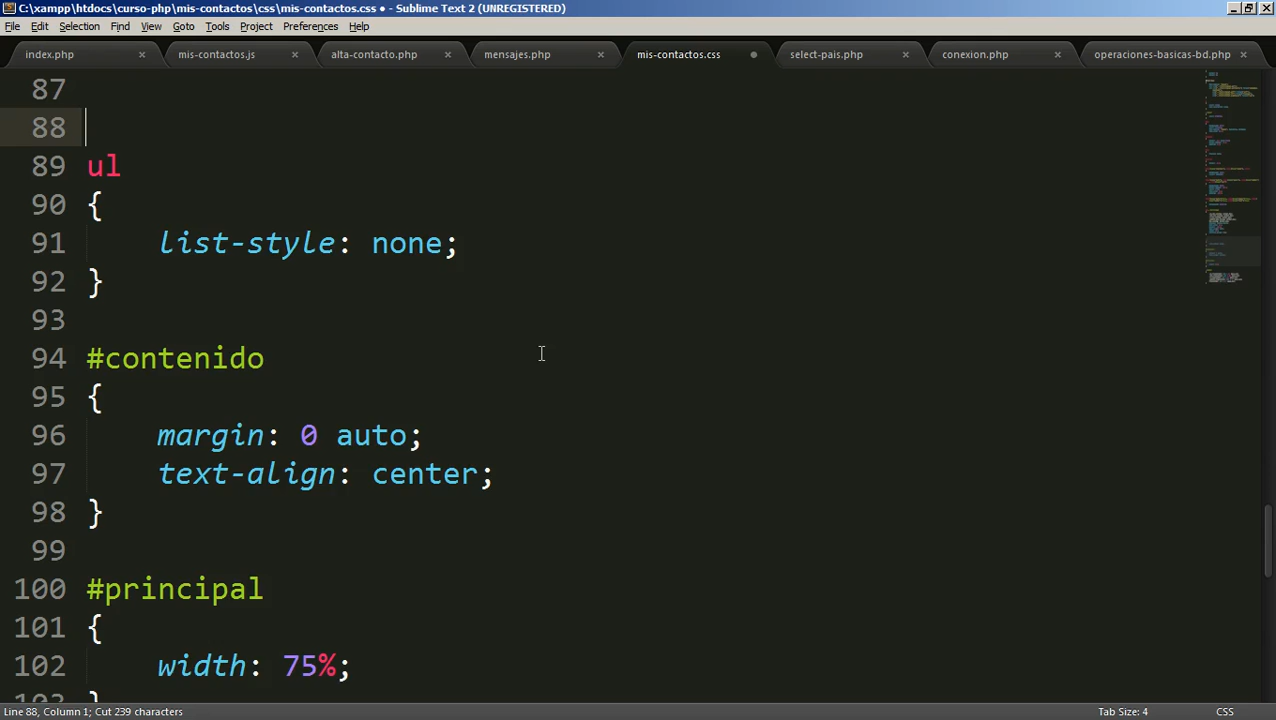 C:\xampp\htdocs\curso-php\mis-contactos\css\mis-contactos.css • - Sublime Text 2 (UNREGISTERED)
File Edit Selection Find View Goto Tools Project Preferences Help
index.php × mis-contactos.js × alta-contacto.php × mensajes.php × mis-contactos.css select-pais.php × conexion.php × operaciones-basicas-bd.php ×
87
88
89 ul
90 {
91 list-style: none;
92 }
93
94 #contenido
95 {
96 margin: 0 auto;
97 text-align: center;
98 }
99
100 #principal
101 {
102 width: 75%;
103 }
Line 88, Column 1; Cut 239 characters Tab Size: 4 CSS